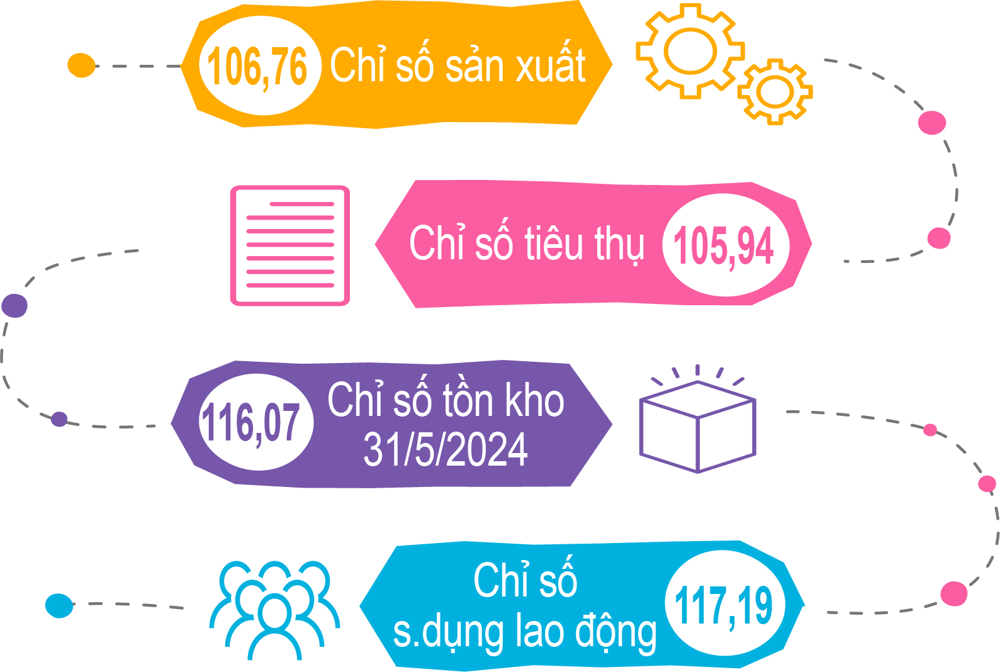 106,76 Chỉ số sản xuất
Chỉ số tiêu thụ 105,94
116,07 Chỉ số tồn kho
31/5/2024
Chỉ số
s.dụng lao động 117,19